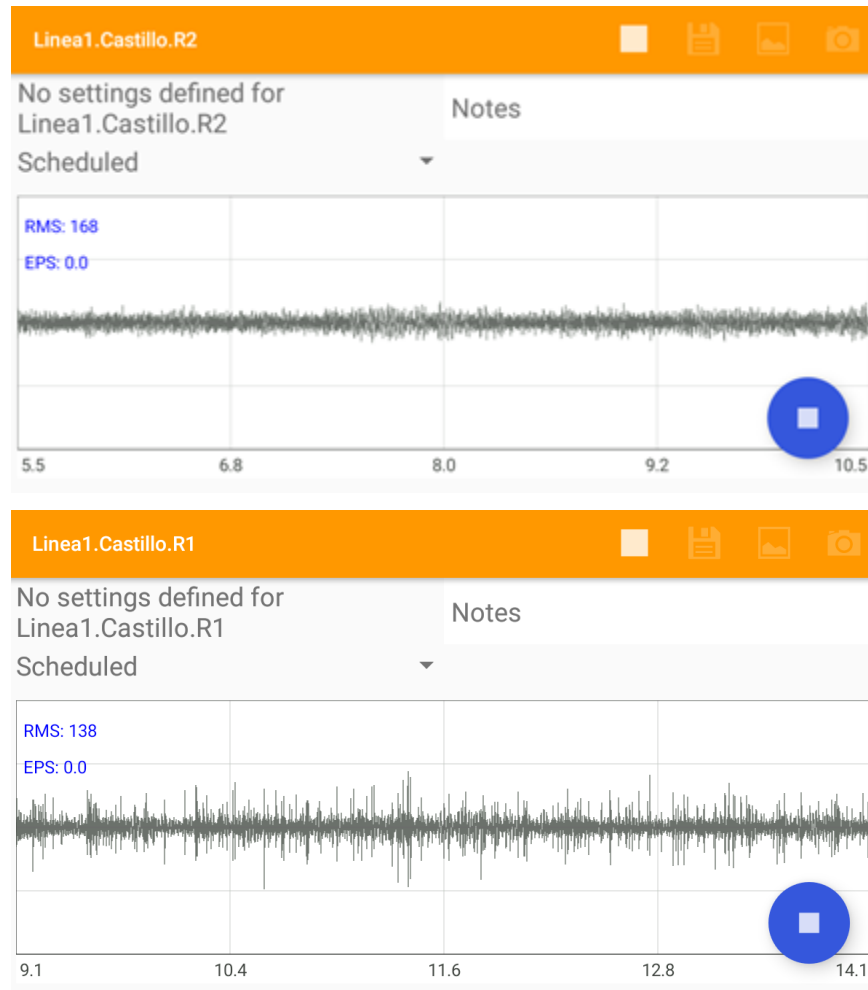 Linea1.Castillo.R2
No settings defined for
Linea1.Castillo.R2
Notes
Scheduled
RMS: 168
EPS: 0.0
5.5 6.8 8.0 9.2 10.5
Linea1.Castillo.R1
No settings defined for
Linea1.Castillo.R1
Notes
Scheduled
RMS: 138
EPS: 0.0
9.1 10.4 11.6 12.8 14.1